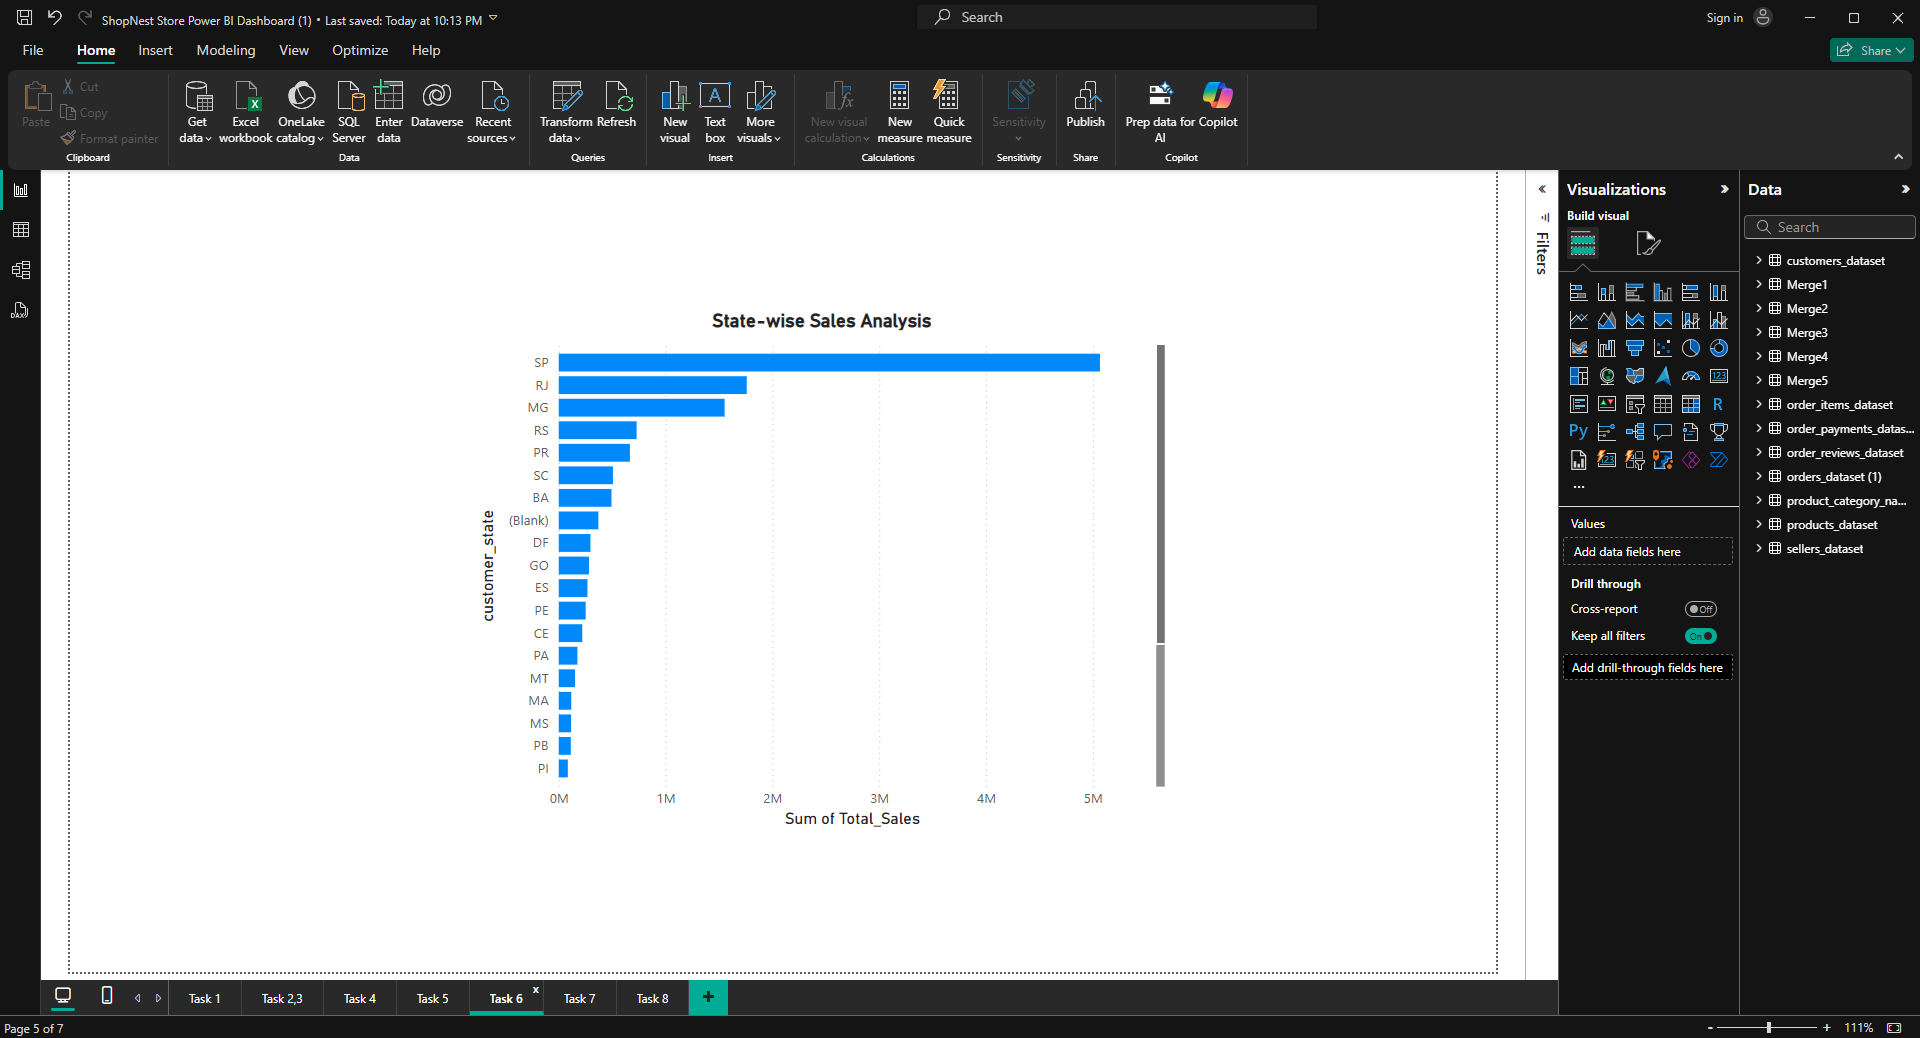 ShopNest Store Power BI Dashboard (1) • Last saved: Today at 10:13 PM
Search
Sign in
File Home Insert Modeling View Optimize Help
Share
Paste
Cut
Copy
Format painter
Clipboard
Get data
Excel workbook
OneLake catalog
SQL Server
Enter data
Dataverse
Recent sources
Data
Transform data
Refresh
Queries
New visual
Text box
More visuals
Insert
New visual calculation
New measure
Quick measure
Calculations
Sensitivity
Sensitivity
Publish
Share
Prep data for AI
Copilot
Copilot
DAX
State-wise Sales Analysis
customer_state
SP
RJ
MG
RS
PR
SC
BA
(Blank)
DF
GO
ES
PE
CE
PA
MT
MA
MS
PB
PI
0M 1M 2M 3M 4M 5M
Sum of Total_Sales
Filters
Visualizations
Build visual
123
R
Py
123
...
Values
Add data fields here
Drill through
Cross-report
Off
Keep all filters
On
Add drill-through fields here
Data
Search
customers_dataset
Merge1
Merge2
Merge3
Merge4
Merge5
order_items_dataset
order_payments_datas...
order_reviews_dataset
orders_dataset (1)
product_category_na...
products_dataset
sellers_dataset
Task 1 Task 2,3 Task 4 Task 5 Task 6 x Task 7 Task 8 +
Page 5 of 7
- + 111%